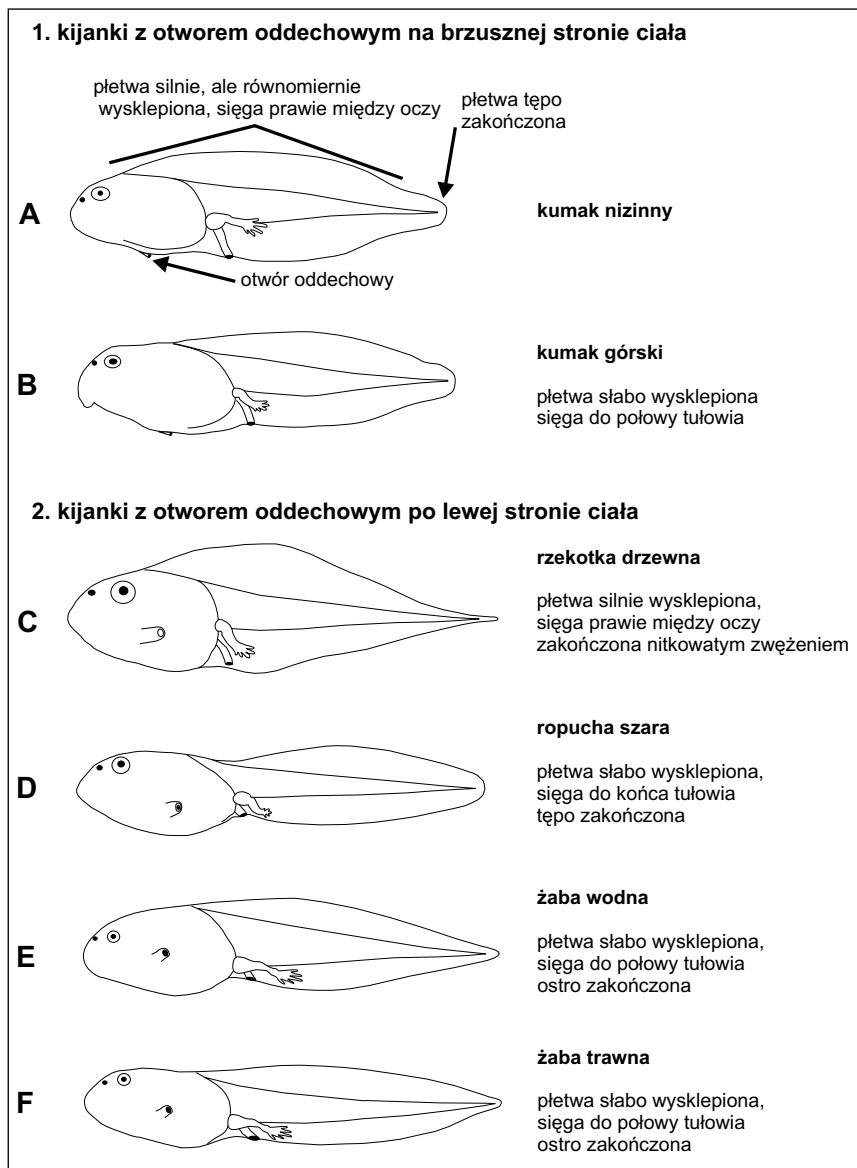 1. kijanki z otworem oddechowym na brzusznej stronie ciała
płetwa silnie, ale równomiernie
wysklepiona, sięga prawie między oczy
płetwa tępo
zakończona
A
kumak nizinny
otwór oddechowy
B
kumak górski
płetwa słabo wysklepiona
sięga do połowy tułowia
2. kijanki z otworem oddechowym po lewej stronie ciała
C
rzekotka drzewna
płetwa silnie wysklepiona,
sięga prawie między oczy
zakończona nitkowatym zwężeniem
D
ropucha szara
płetwa słabo wysklepiona,
sięga do końca tułowia
tępo zakończona
E
żaba wodna
płetwa słabo wysklepiona,
sięga do połowy tułowia
ostro zakończona
F
żaba trawna
płetwa słabo wysklepiona,
sięga do połowy tułowia
ostro zakończona